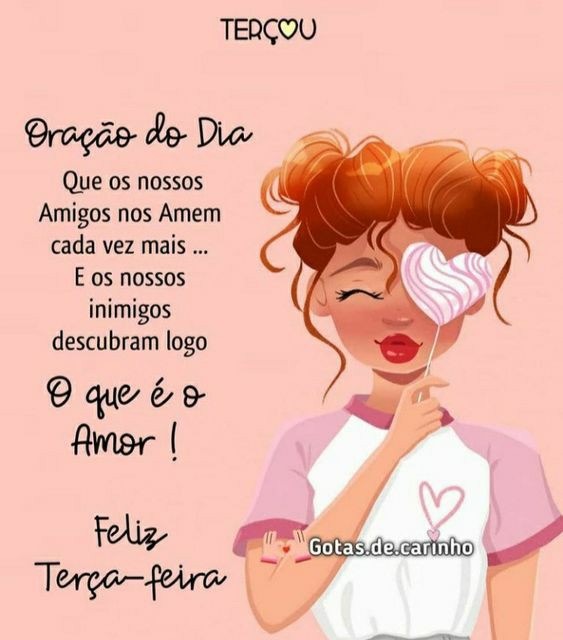 TERÇOU
Oração do Dia
Que os nossos
Amigos nos Amem
cada vez mais ...
E os nossos
inimigos
descubram logo
O que é o
Amor !
Feliz
Terça-feira
Gotas.de.carinho